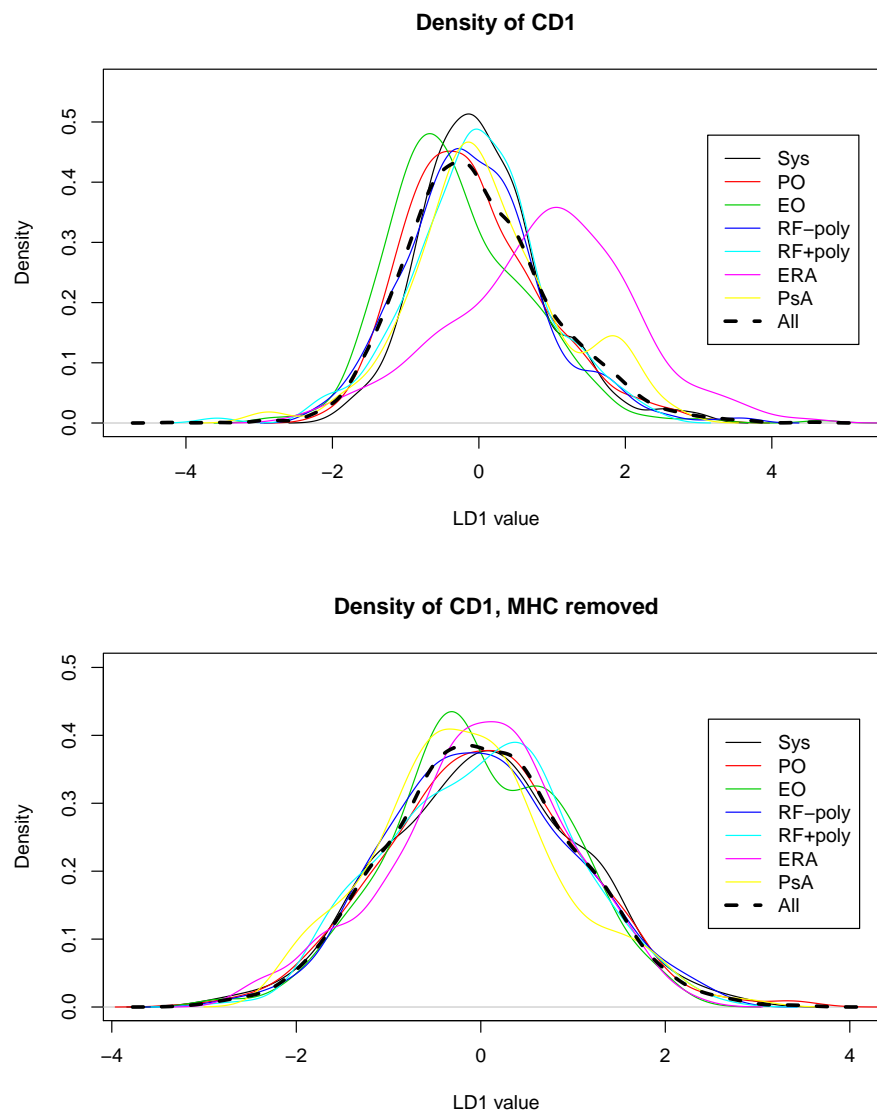 Density of CD1
Density
0.0
0.1
0.2
0.3
0.4
0.5
−4
−2
0
2
4
LD1 value
Sys
PO
EO
RF−poly
RF+poly
ERA
PsA
All
Density of CD1, MHC removed
Density
0.0
0.1
0.2
0.3
0.4
0.5
−4
−2
0
2
4
LD1 value
Sys
PO
EO
RF−poly
RF+poly
ERA
PsA
All